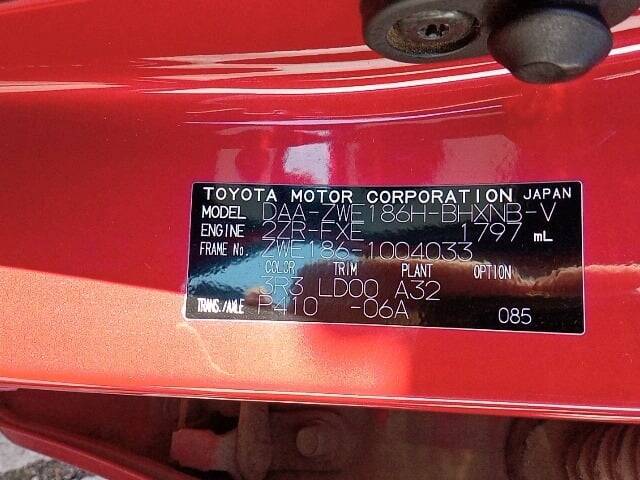 TOYOTA MOTOR CORPORATION JAPAN
MODEL DAA-ZWE186H-BHXNB-V
ENGINE 2ZR-FXE 1797 mL
FRAME No. ZWE186-1004033
COLOR TRIM PLANT OPTION
3R3 LD00 A32
TRANS./AXLE P410 -06A 085